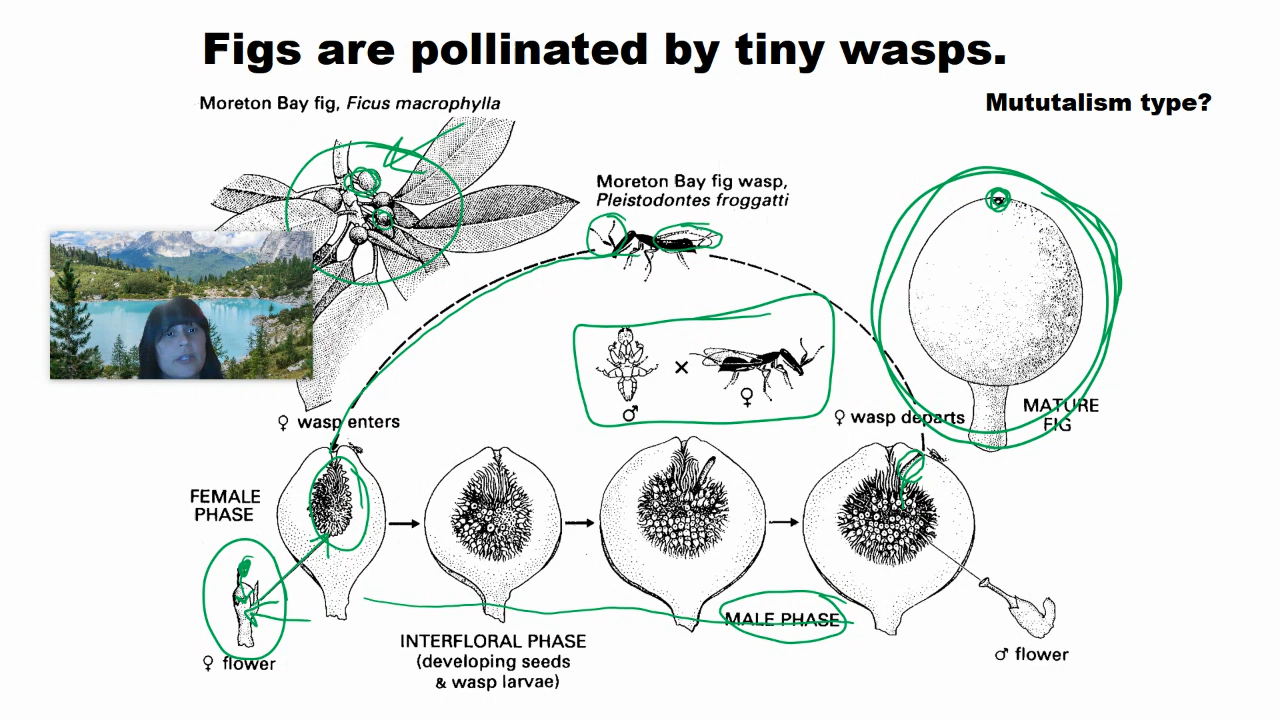 Figs are pollinated by tiny wasps.
Moreton Bay fig, Ficus macrophylla
Mututalism type?
Moreton Bay fig wasp,
Pleistodontes froggatti
♂
×
♀
MATURE
FIG
♀ wasp enters
♀ wasp departs
FEMALE
PHASE
MALE PHASE
INTERFLORAL PHASE
(developing seeds
& wasp larvae)
♀ flower
♂ flower